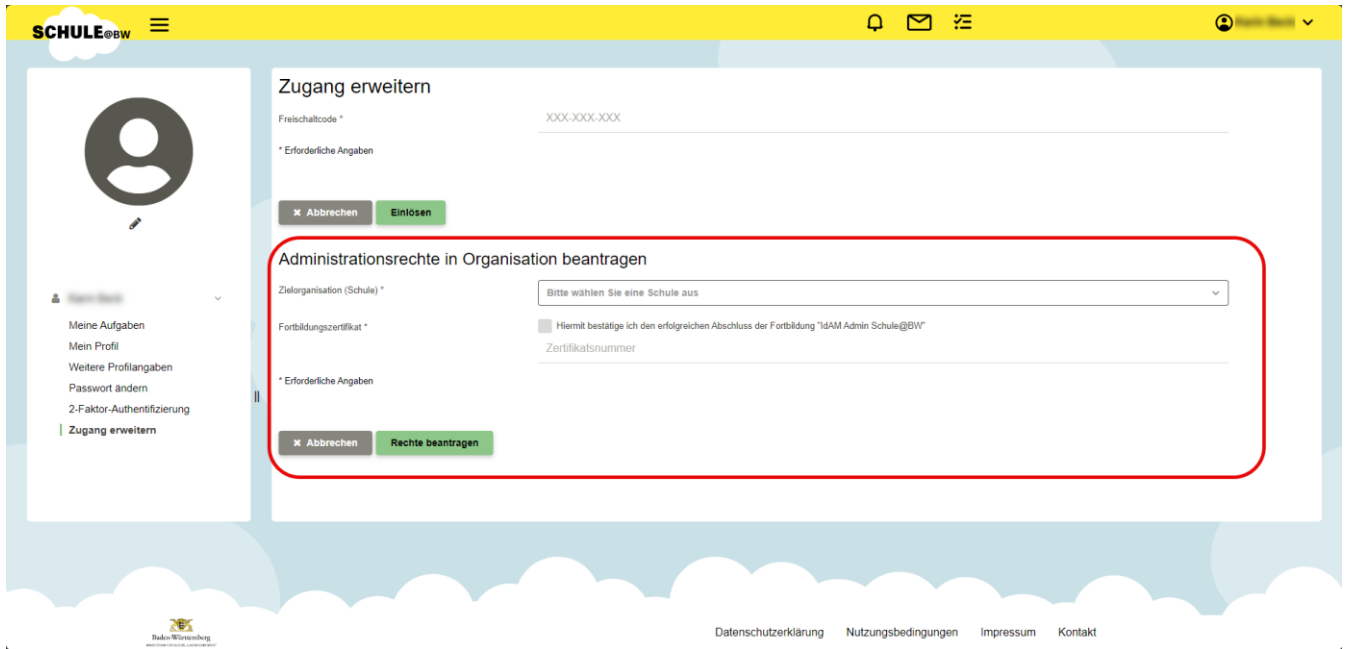 SCHULE@BW
Zugang erweitern
Freischaltcode *
XXX-XXX-XXX
* Erforderliche Angaben
Abbrechen
Einlösen
Administrationsrechte in Organisation beantragen
Zielorganisation (Schule) *
Bitte wählen Sie eine Schule aus
Fortbildungszertifikat *
Hiermit bestätige ich den erfolgreichen Abschluss der Fortbildung "IdAM Admin Schule@BW"
Zertifikatsnummer
* Erforderliche Angaben
Abbrechen
Rechte beantragen
Meine Aufgaben
Mein Profil
Weitere Profilangaben
Passwort ändern
2-Faktor-Authentifizierung
Zugang erweitern
Baden-Württemberg
Datenschutzerklärung
Nutzungsbedingungen
Impressum
Kontakt